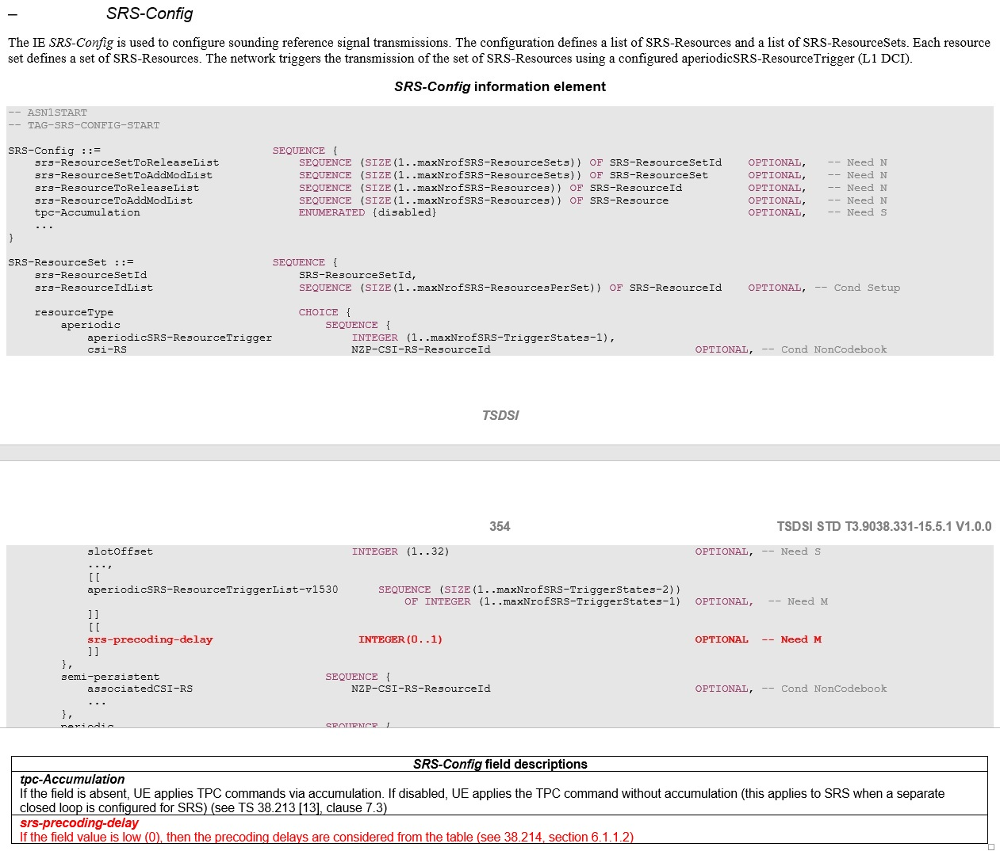 – SRS-Config
The IE SRS-Config is used to configure sounding reference signal transmissions. The configuration defines a list of SRS-Resources and a list of SRS-ResourceSets. Each resource
set defines a set of SRS-Resources. The network triggers the transmission of the set of SRS-Resources using a configured aperiodicSRS-ResourceTrigger (L1 DCI).
SRS-Config information element
-- ASN1START
-- TAG-SRS-CONFIG-START
SRS-Config ::= SEQUENCE {
srs-ResourceSetToReleaseList SEQUENCE (SIZE(1..maxNrofSRS-ResourceSets)) OF SRS-ResourceSetId OPTIONAL, -- Need N
srs-ResourceSetToAddModList SEQUENCE (SIZE(1..maxNrofSRS-ResourceSets)) OF SRS-ResourceSet OPTIONAL, -- Need N
srs-ResourceToReleaseList SEQUENCE (SIZE(1..maxNrofSRS-Resources)) OF SRS-ResourceId OPTIONAL, -- Need N
srs-ResourceToAddModList SEQUENCE (SIZE(1..maxNrofSRS-Resources)) OF SRS-Resource OPTIONAL, -- Need N
tpc-Accumulation ENUMERATED {disabled} OPTIONAL, -- Need S
...
}
SRS-ResourceSet ::= SEQUENCE {
srs-ResourceSetId SRS-ResourceSetId,
srs-ResourceIdList SEQUENCE (SIZE(1..maxNrofSRS-ResourcesPerSet)) OF SRS-ResourceId OPTIONAL, -- Cond Setup
resourceType CHOICE {
aperiodic SEQUENCE {
aperiodicSRS-ResourceTrigger INTEGER (1..maxNrofSRS-TriggerStates-1),
csi-RS NZP-CSI-RS-ResourceId OPTIONAL, -- Cond NonCodebook
TSDSI
354 TSDSI STD T3.9038.331-15.5.1 V1.0.0
slotOffset INTEGER (1..32) OPTIONAL, -- Need S
...,
[[
aperiodicSRS-ResourceTriggerList-v1530 SEQUENCE (SIZE(1..maxNrofSRS-TriggerStates-2))
OF INTEGER (1..maxNrofSRS-TriggerStates-1) OPTIONAL, -- Need M
]]
[[
srs-precoding-delay INTEGER(0..1) OPTIONAL -- Need M
]]
},
semi-persistent SEQUENCE {
associatedCSI-RS NZP-CSI-RS-ResourceId OPTIONAL, -- Cond NonCodebook
...
},
periodic SEQUENCE {
SRS-Config field descriptions
tpc-Accumulation
If the field is absent, UE applies TPC commands via accumulation. If disabled, UE applies the TPC command without accumulation (this applies to SRS when a separate
closed loop is configured for SRS) (see TS 38.213 [13], clause 7.3)
srs-precoding-delay
If the field value is low (0), then the precoding delays are considered from the table (see 38.214, section 6.1.1.2)